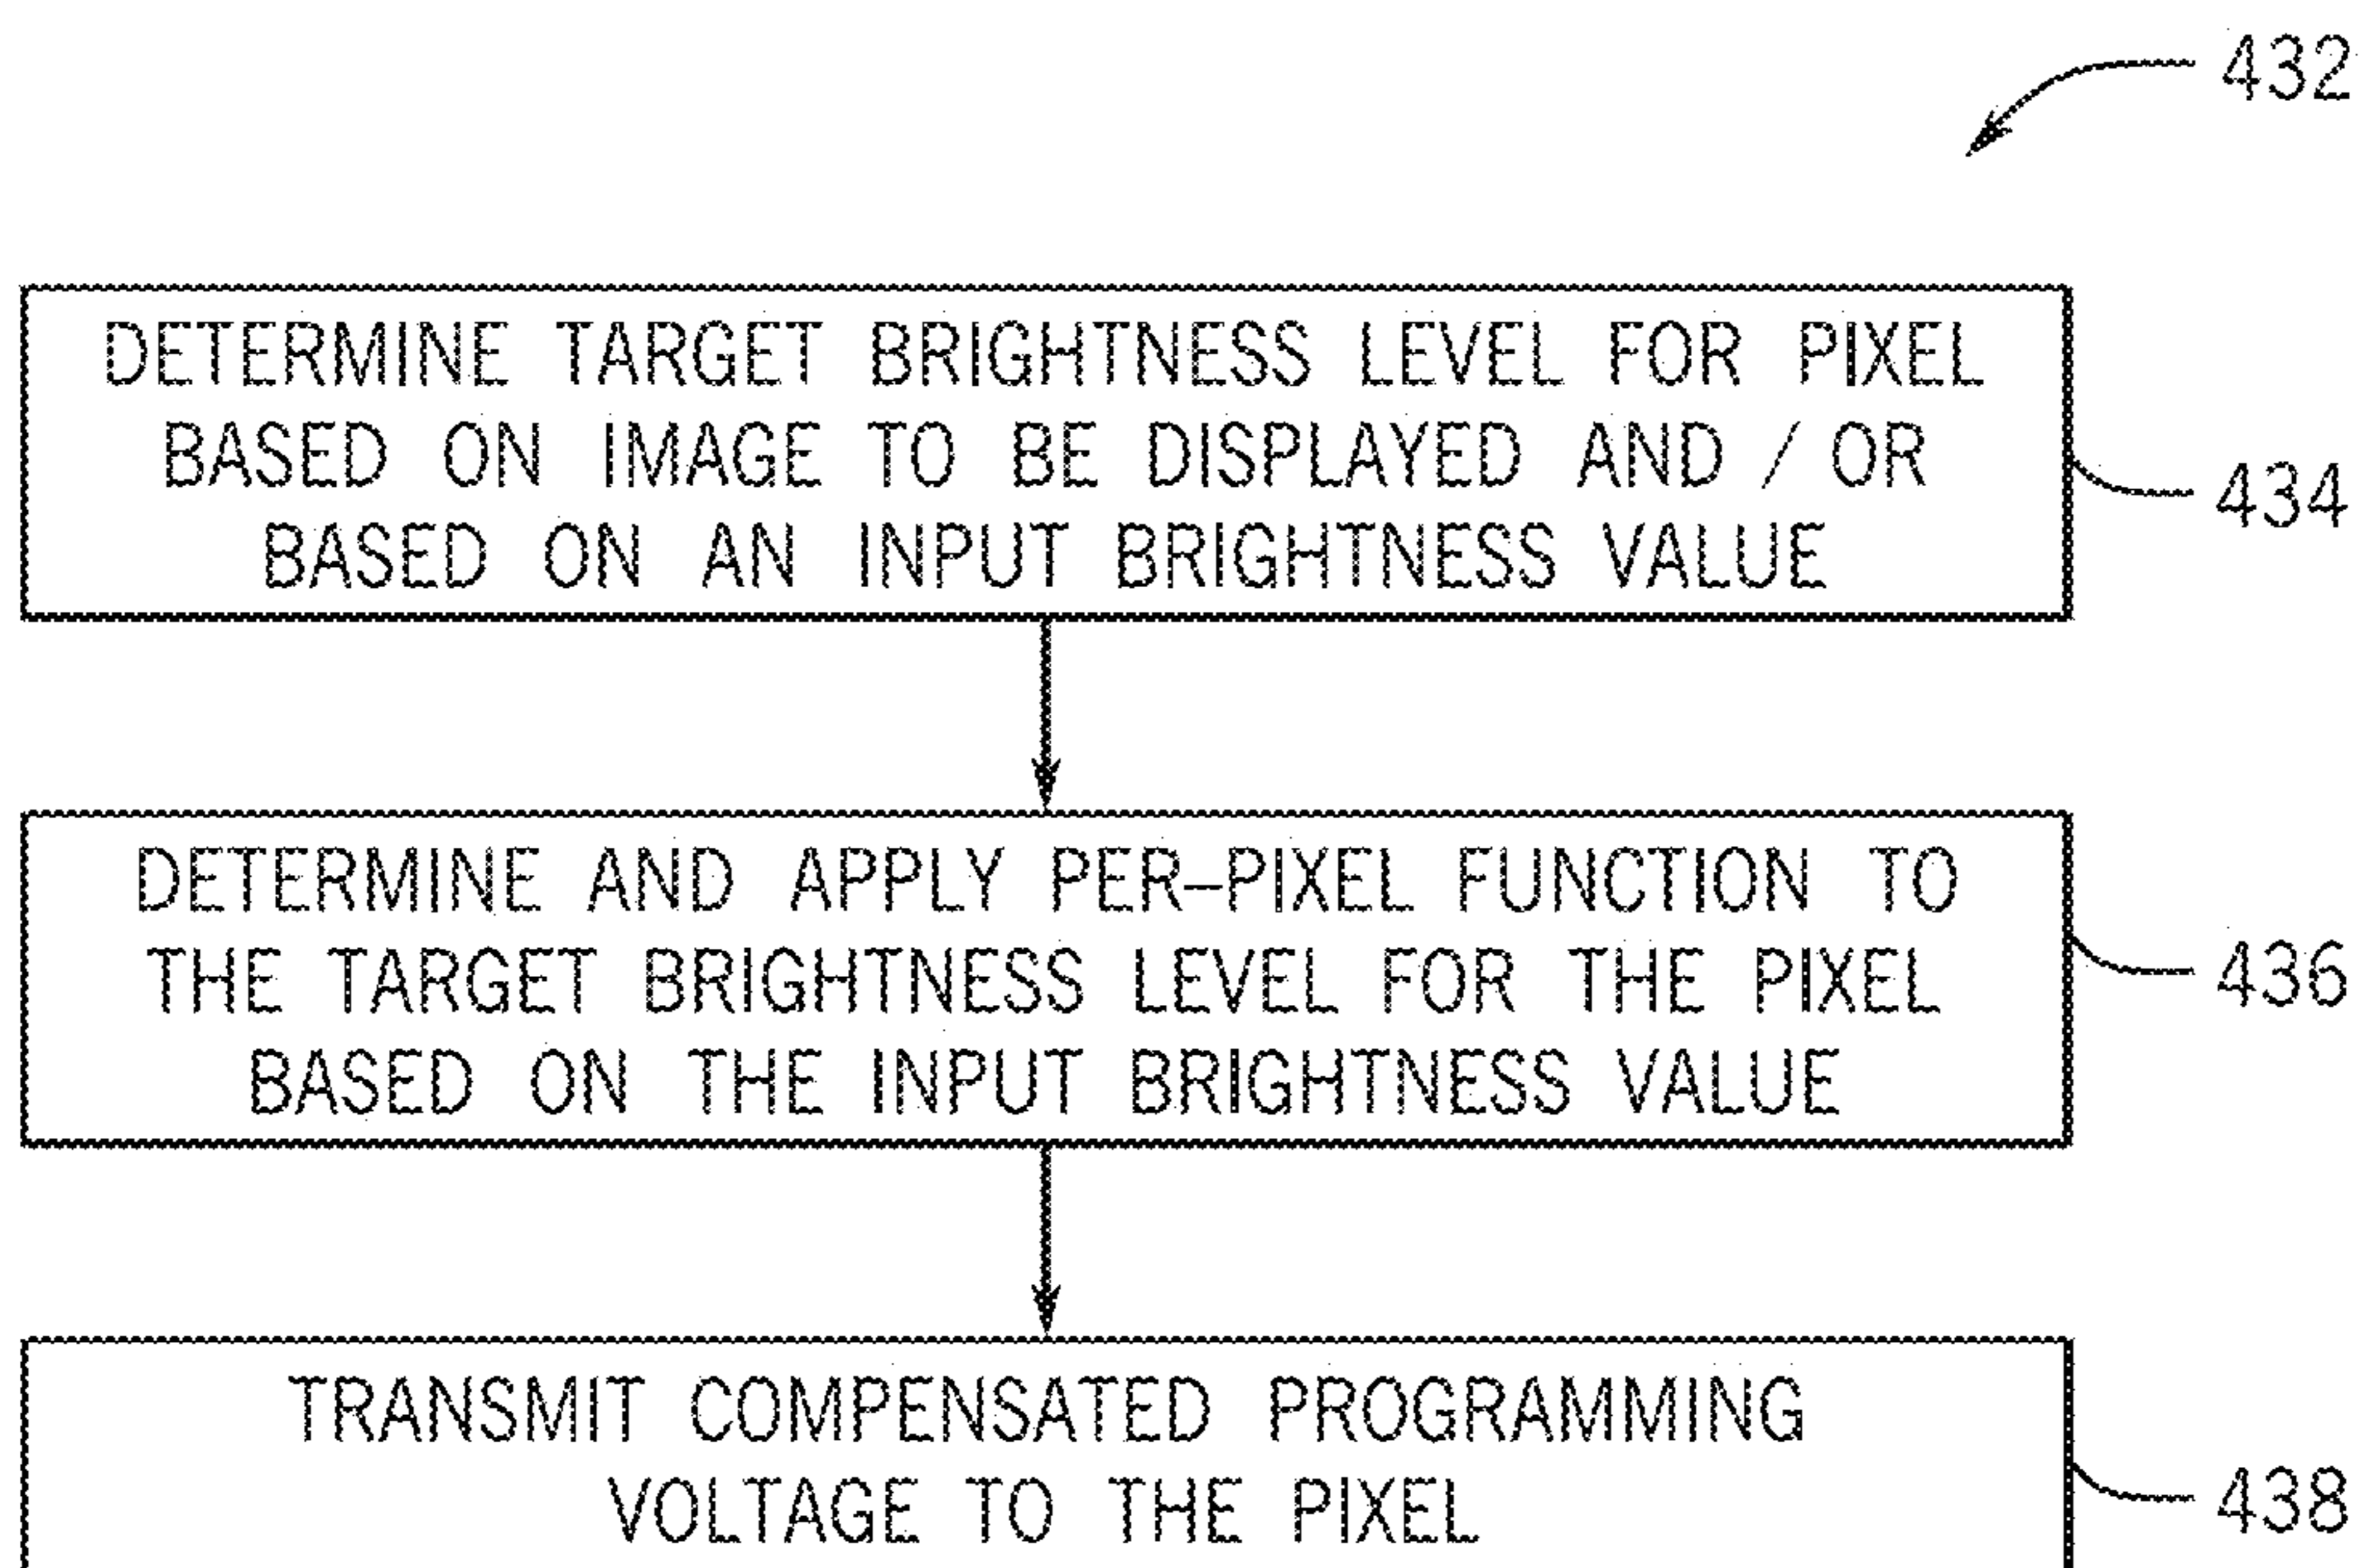 432
DETERMINE TARGET BRIGHTNESS LEVEL FOR PIXEL
BASED ON IMAGE TO BE DISPLAYED AND / OR
BASED ON AN INPUT BRIGHTNESS VALUE
434
DETERMINE AND APPLY PER–PIXEL FUNCTION TO
THE TARGET BRIGHTNESS LEVEL FOR THE PIXEL
BASED ON THE INPUT BRIGHTNESS VALUE
436
TRANSMIT COMPENSATED PROGRAMMING
VOLTAGE TO THE PIXEL
438